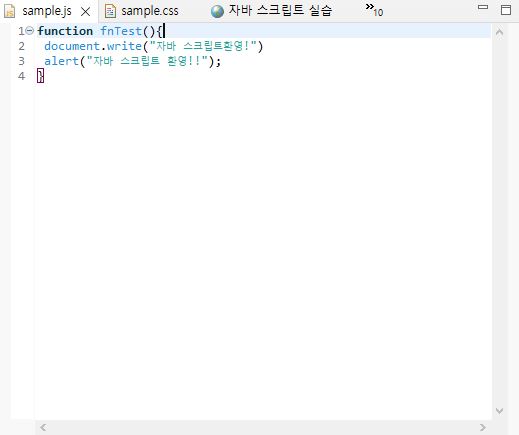 sample.js
sample.css
자바 스크립트 실습
10
1 function fnTest(){
2 document.write("자바 스크립트환영!")
3 alert("자바 스크립트 환영!!");
4 }